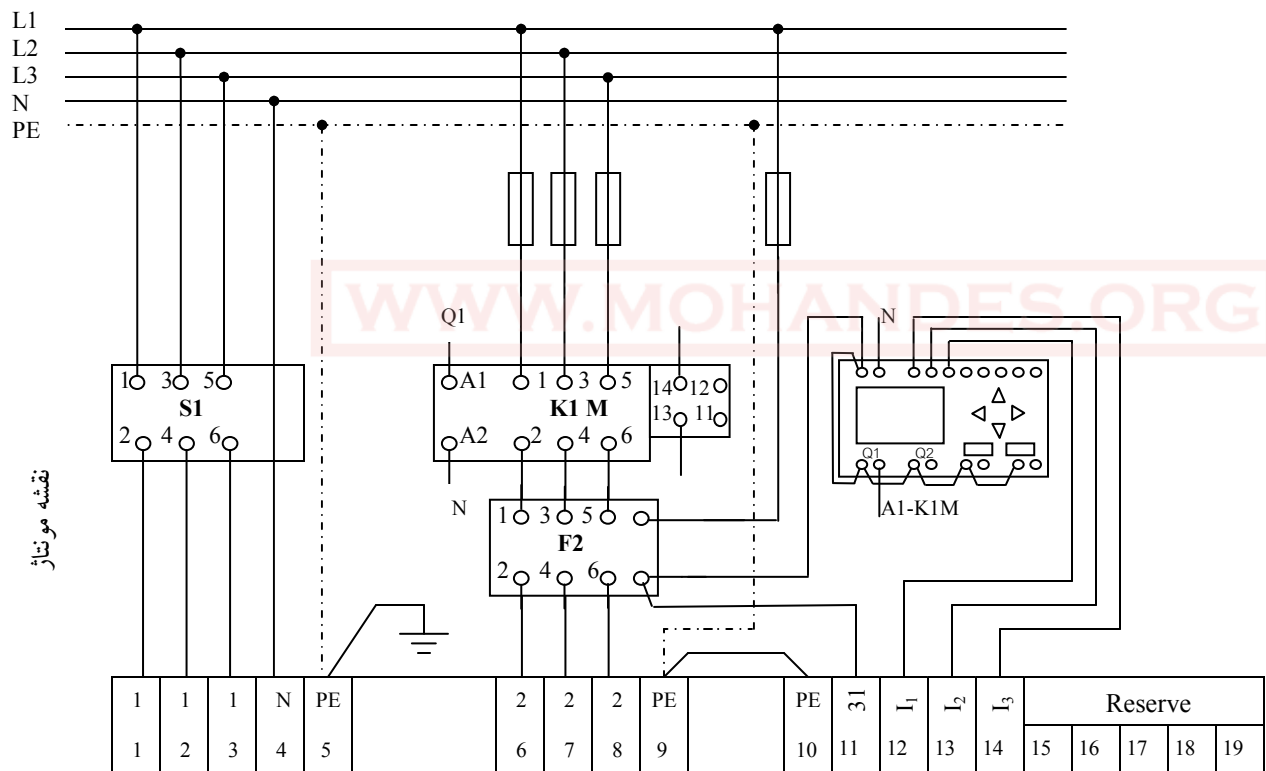 L1
L2
L3
N
PE
WWW.MOHANDES.ORG
Q1
N
1 3 5
S1
2 4 6
A1 1 3 5
K1 M
A2 2 4 6
14 12
13 11
N
Q1 Q2
A1-K1M
1 3 5
F2
2 4 6
نقشه مونتاژ
1 1 1 N PE 2 2 2 PE PE 31 I1 I2 I3 Reserve
1 2 3 4 5 6 7 8 9 10 11 12 13 14 15 16 17 18 19